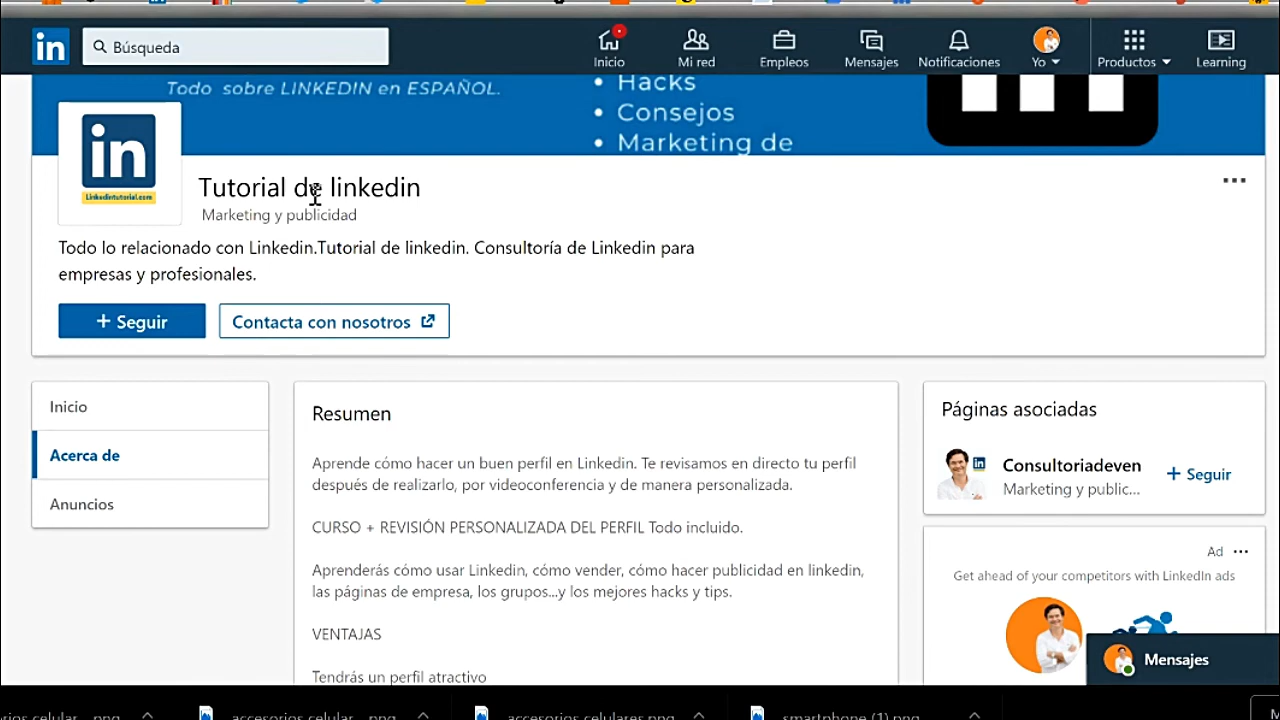 in
Búsqueda
Inicio
Mi red
Empleos
Mensajes
Notificaciones
Yo
Productos
Learning
Todo sobre LINKEDIN en ESPAÑOL.
• Hacks
• Consejos
• Marketing de
in
Linkedintutorial.com
Tutorial de linkedin
Marketing y publicidad
Todo lo relacionado con Linkedin.Tutorial de linkedin. Consultoría de Linkedin para
empresas y profesionales.
+ Seguir
Contacta con nosotros
Inicio
Acerca de
Anuncios
Resumen
Aprende cómo hacer un buen perfil en Linkedin. Te revisamos en directo tu perfil
después de realizarlo, por videoconferencia y de manera personalizada.
CURSO + REVISIÓN PERSONALIZADA DEL PERFIL Todo incluido.
Aprenderás cómo usar Linkedin, cómo vender, cómo hacer publicidad en linkedin,
las páginas de empresa, los grupos...y los mejores hacks y tips.
VENTAJAS
Tendrás un perfil atractivo
Páginas asociadas
in
Consultoriadeven
Marketing y public...
+ Seguir
Ad
Get ahead of your competitors with LinkedIn ads
Mensajes
accesorios celular....png
accesorios celulares.png
smartphone (1).png